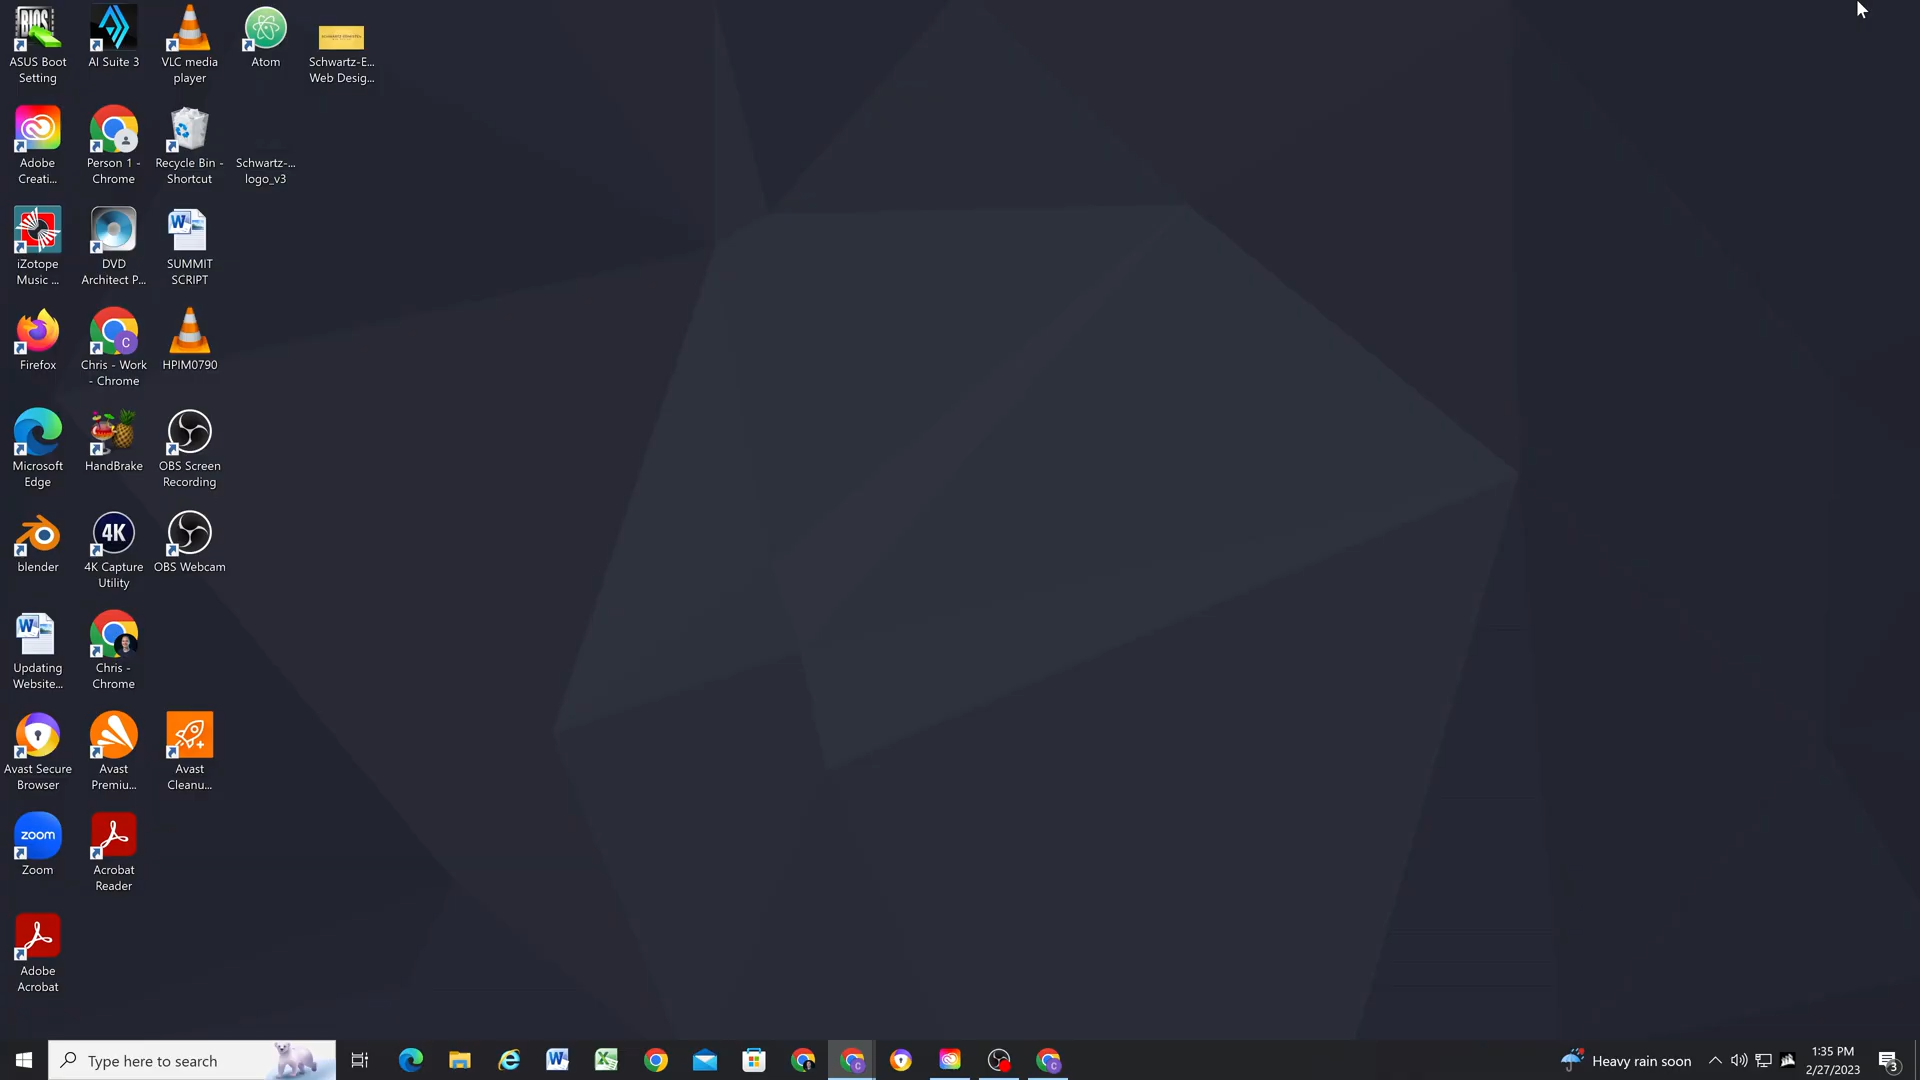 ASUS Boot
Setting
AI Suite 3
VLC media
player
Atom
Schwartz-E...
Web Desig...
Adobe
Creati...
Person 1 -
Chrome
Recycle Bin -
Shortcut
Schwartz-...
logo_v3
iZotope
Music ...
DVD
Architect P...
SUMMIT
SCRIPT
Firefox
Chris - Work
- Chrome
HPIM0790
Microsoft
Edge
HandBrake
OBS Screen
Recording
blender
4K
4K Capture
Utility
OBS Webcam
Updating
Website...
Chris -
Chrome
Avast Secure
Browser
Avast
Premiu...
Avast
Cleanu...
zoom
Zoom
Acrobat
Reader
Adobe
Acrobat
Type here to search
Heavy rain soon
1:35 PM
2/27/2023
3